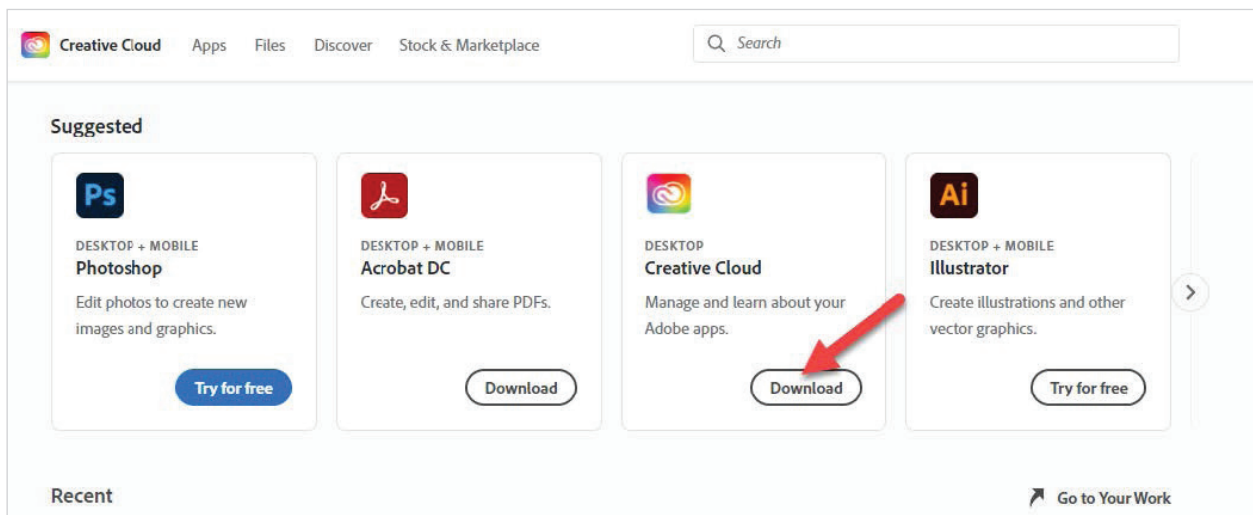 Creative Cloud Apps Files Discover Stock & Marketplace Search
Suggested
Ps
DESKTOP + MOBILE
Photoshop
Edit photos to create new
images and graphics.
Try for free
DESKTOP + MOBILE
Acrobat DC
Create, edit, and share PDFs.
Download
DESKTOP
Creative Cloud
Manage and learn about your
Adobe apps.
Download
Ai
DESKTOP + MOBILE
Illustrator
Create illustrations and other
vector graphics.
Try for free
Recent
Go to Your Work